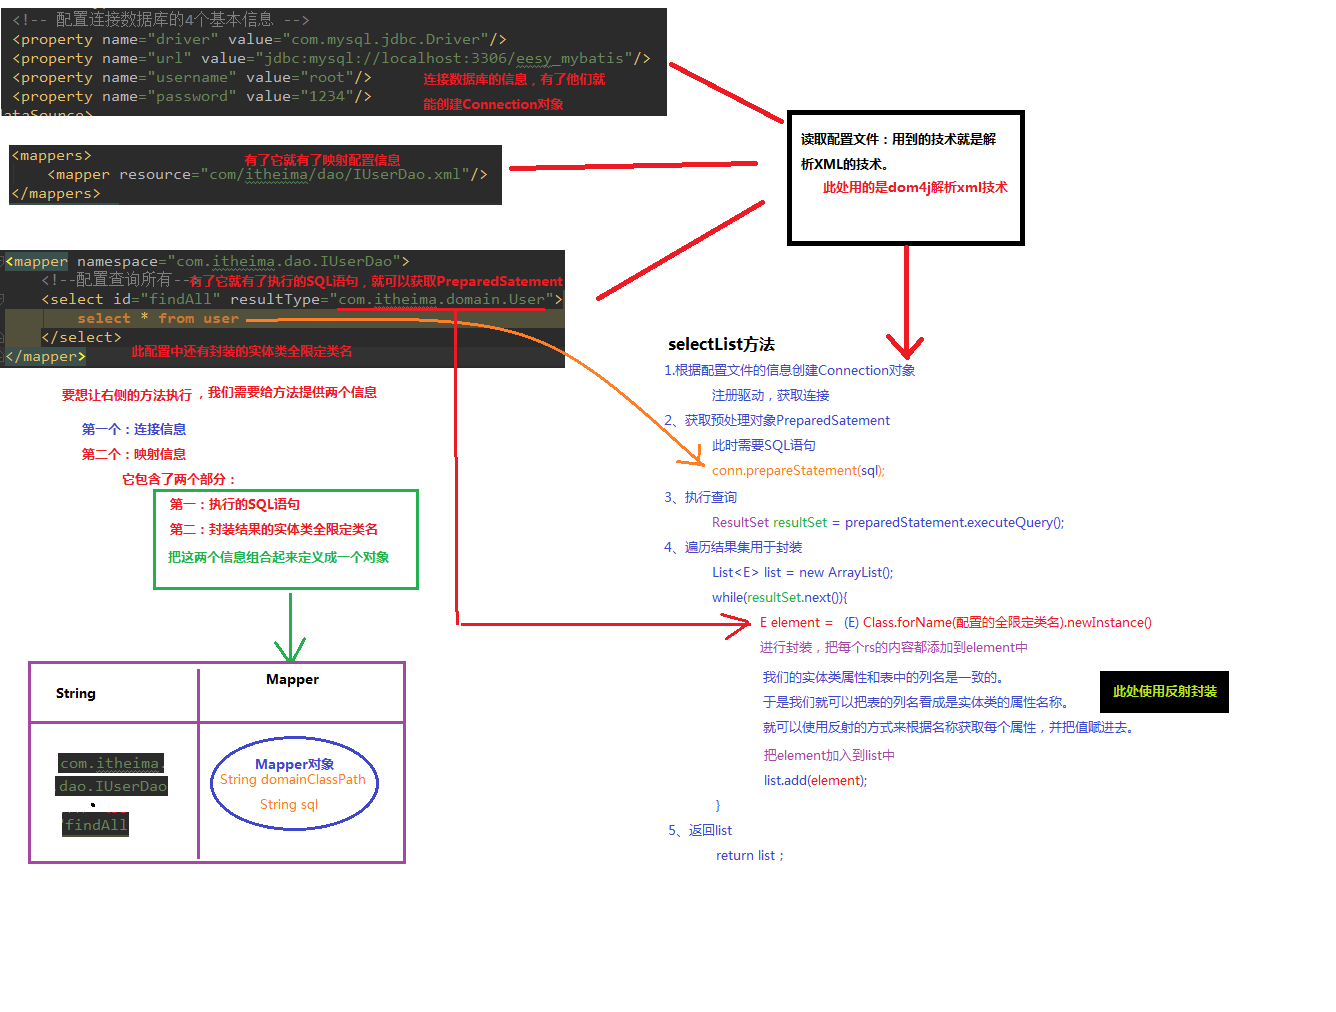 <!-- 配置连接数据库的4个基本信息 -->
<property name="driver" value="com.mysql.jdbc.Driver"/>
<property name="url" value="jdbc:mysql://localhost:3306/eesy_mybatis"/>
<property name="username" value="root"/>
<property name="password" value="1234"/>
连接数据库的信息，有了他们就
能创建Connection对象
ataSource>
<mappers>
有了它就有了映射配置信息
<mapper resource="com/itheima/dao/IUserDao.xml"/>
</mappers>
<mapper namespace="com.itheima.dao.IUserDao">
<!--配置查询所有--
有了它就有了执行的SQL语句，就可以获取PreparedSatement
<select id="findAll" resultType="com.itheima.domain.User">
select * from user
</select>
</mapper>
此配置中还有封装的实体类全限定类名
读取配置文件：用到的技术就是解
析XML的技术。
此处用的是dom4j解析xml技术
要想让右侧的方法执行，我们需要给方法提供两个信息
第一个：连接信息
第二个：映射信息
它包含了两个部分：
第一：执行的SQL语句
第二：封装结果的实体类全限定类名
把这两个信息组合起来定义成一个对象
String
Mapper
com.itheima.
dao.IUserDao
.
findAll
Mapper对象
String domainClassPath
String sql
selectList方法
1.根据配置文件的信息创建Connection对象
注册驱动，获取连接
2、获取预处理对象PreparedSatement
此时需要SQL语句
conn.prepareStatement(sql);
3、执行查询
ResultSet resultSet = preparedStatement.executeQuery();
4、遍历结果集用于封装
List<E> list = new ArrayList();
while(resultSet.next()){
E element = (E) Class.forName(配置的全限定类名).newInstance()
进行封装，把每个rs的内容都添加到element中
我们的实体类属性和表中的列名是一致的。
于是我们就可以把表的列名看成是实体类的属性名称。
就可以使用反射的方式来根据名称获取每个属性，并把值赋进去。
此处使用反射封装
把element加入到list中
list.add(element);
}
5、返回list
return list；